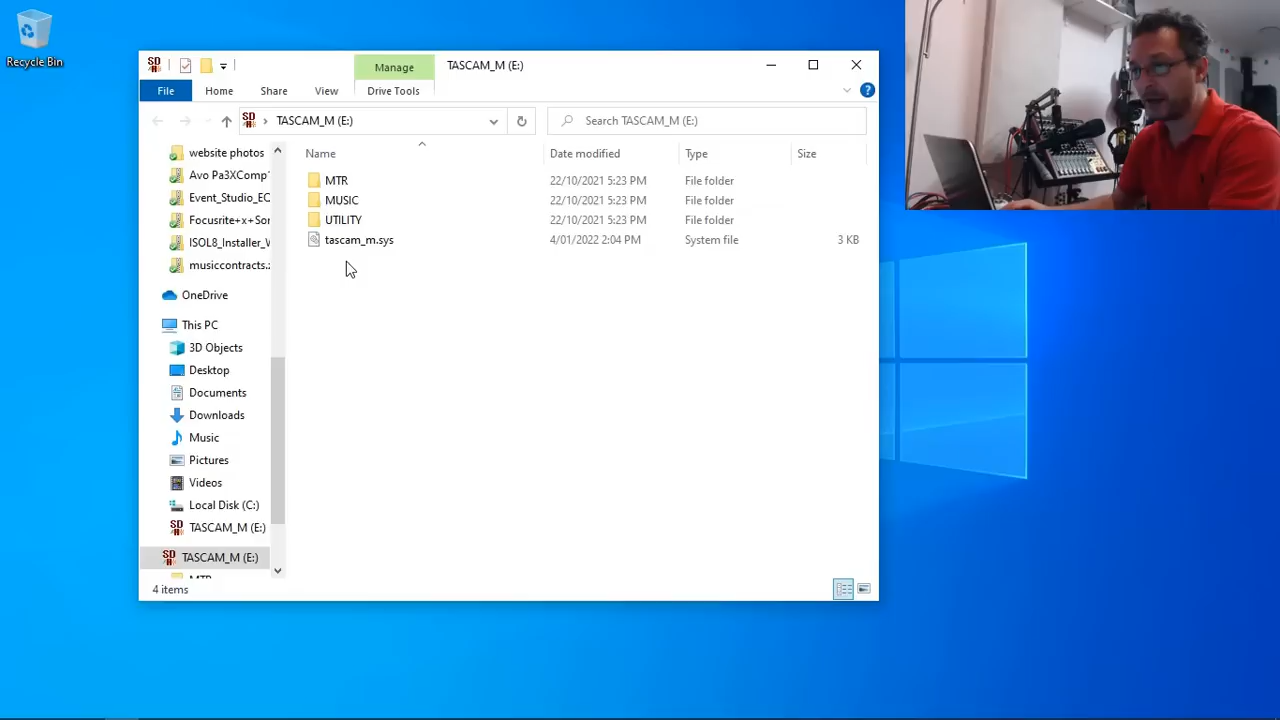 Recycle Bin
Manage
TASCAM_M (E:)
File
Home
Share
View
Drive Tools
TASCAM_M (E:)
Search TASCAM_M (E:)
Name
Date modified
Type
Size
MTR
22/10/2021 5:23 PM
File folder
MUSIC
22/10/2021 5:23 PM
File folder
UTILITY
22/10/2021 5:23 PM
File folder
tascam_m.sys
4/01/2022 2:04 PM
System file
3 KB
website photos
Avo Pa3XComp
Event_Studio_EQ
Focusrite+x+Son
ISOL8_Installer_W
musiccontracts.z
OneDrive
This PC
3D Objects
Desktop
Documents
Downloads
Music
Pictures
Videos
Local Disk (C:)
TASCAM_M (E:)
TASCAM_M (E:)
MTR
4 items